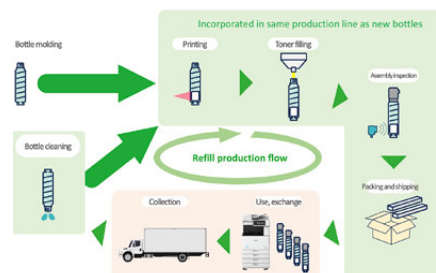 Incorporated in same production line as new bottles
Bottle molding
Printing
Toner filling
Assembly inspection
Bottle cleaning
Refill production flow
Packing and shipping
Collection
Use, exchange